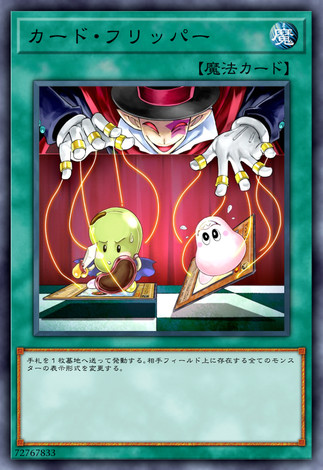 カード・フリッパー
魔
【魔法カード】
手札を１枚墓地へ送って発動する。相手フィールド上に存在する全てのモンス
ターの表示形式を変更する。
72767833